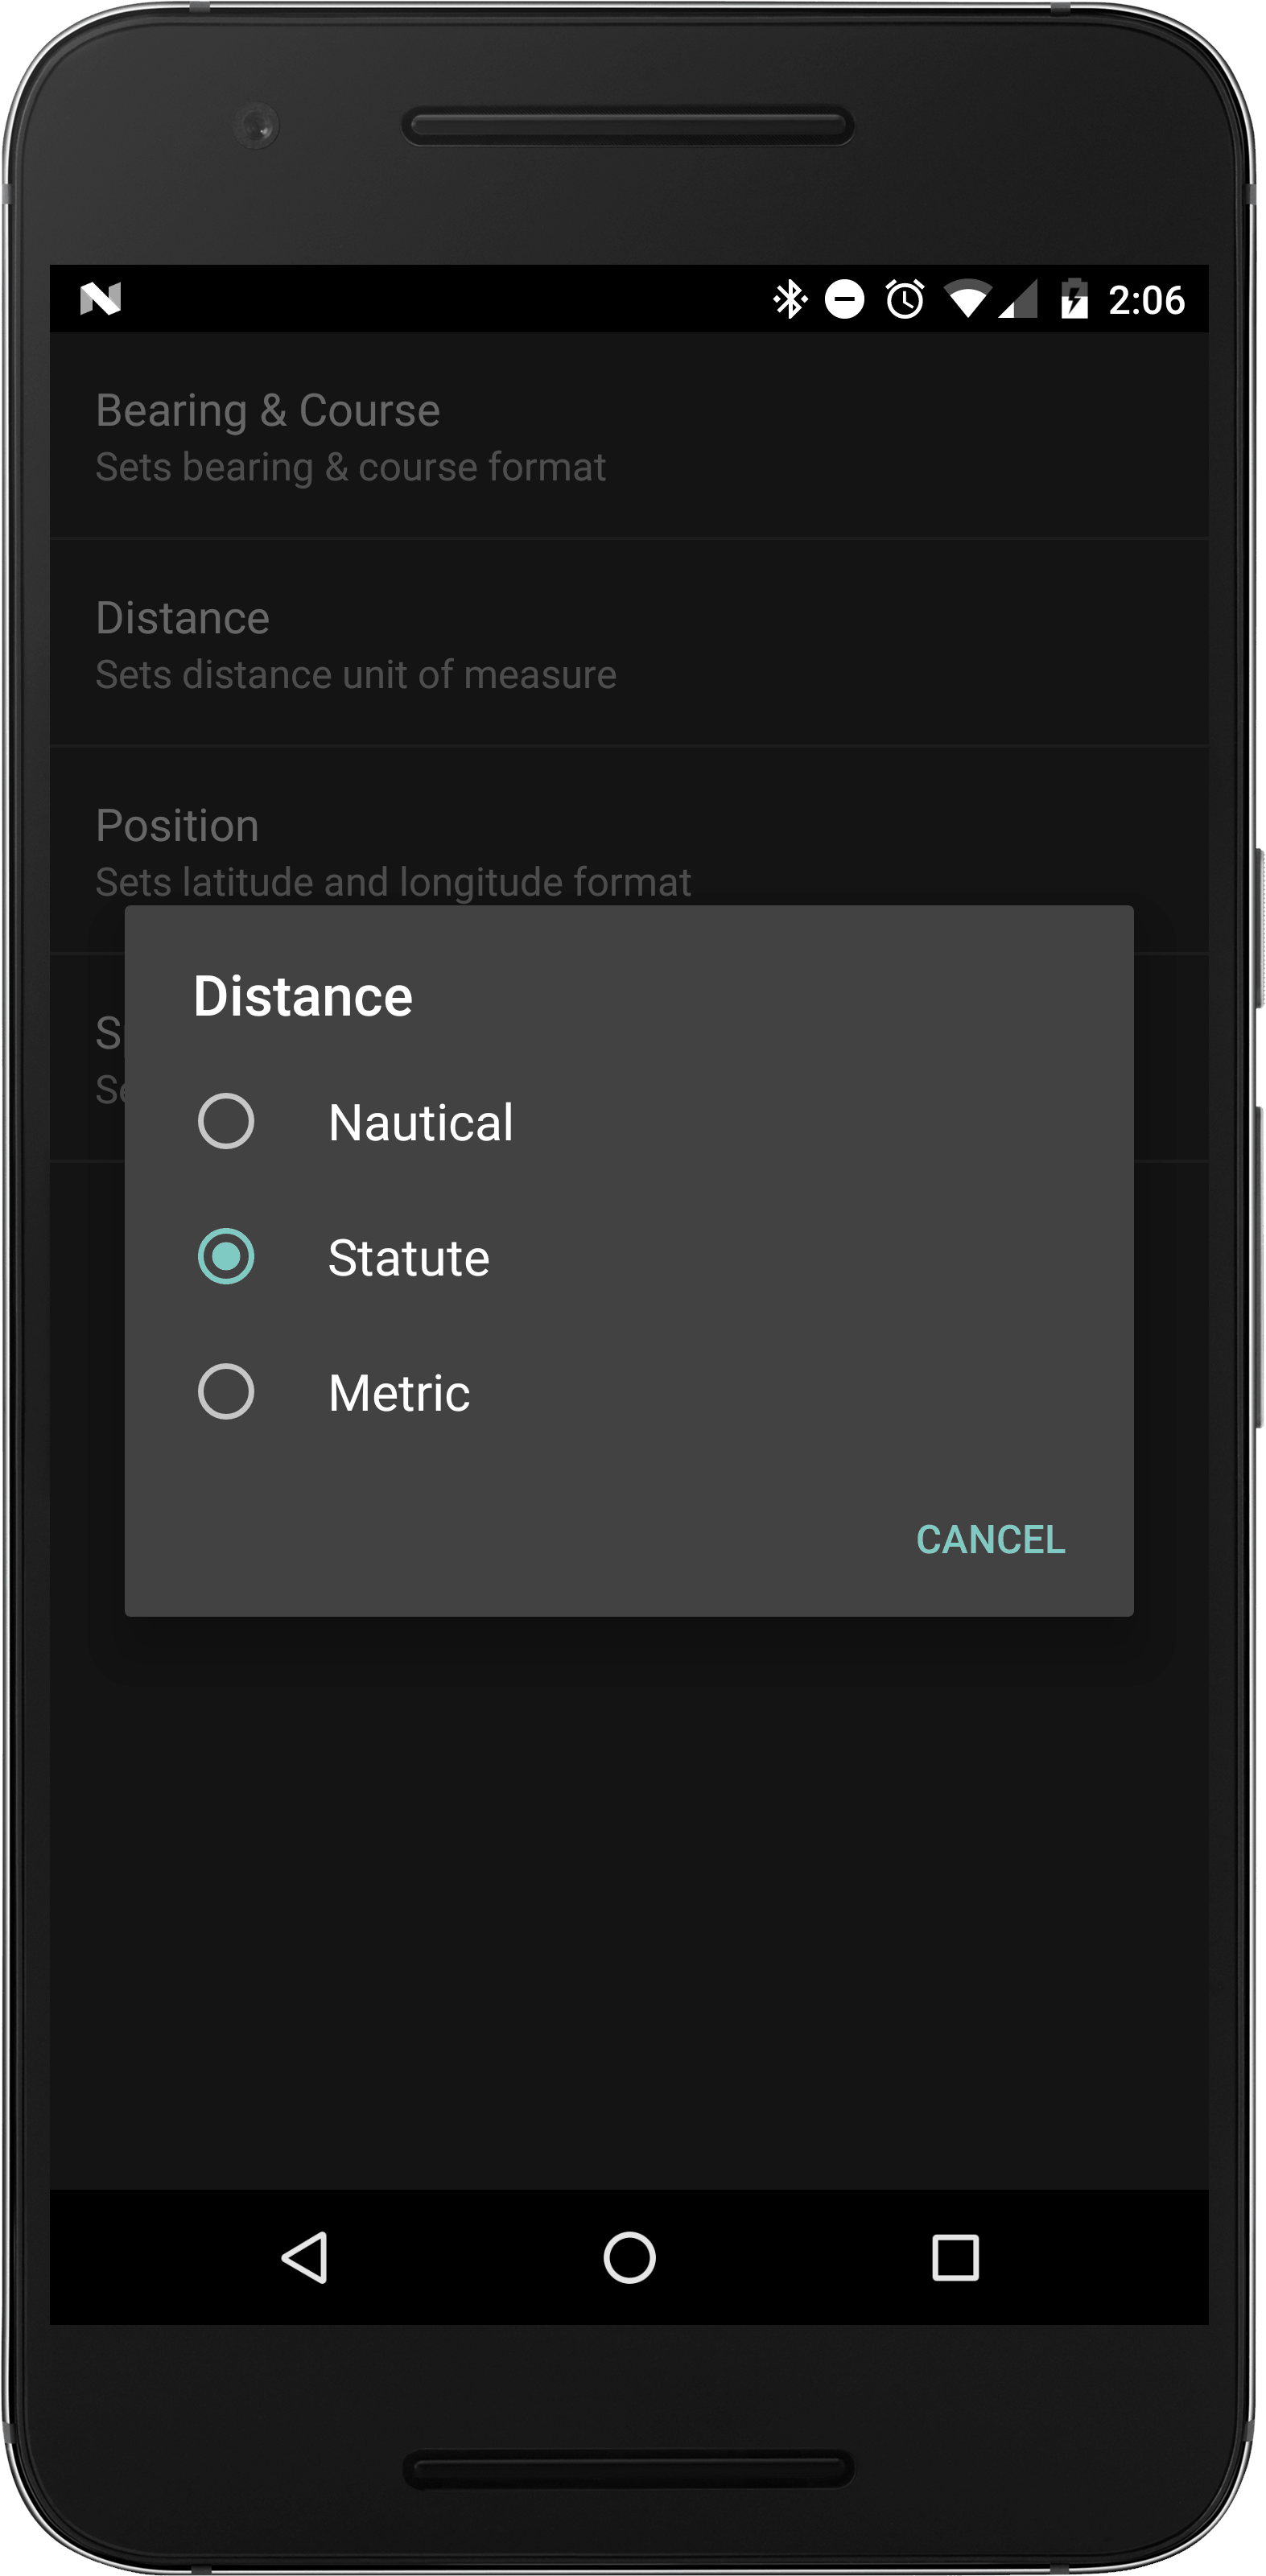 2:06
Bearing & Course
Sets bearing & course format
Distance
Sets distance unit of measure
Position
Sets latitude and longitude format
Distance
Nautical
Statute
Metric
CANCEL